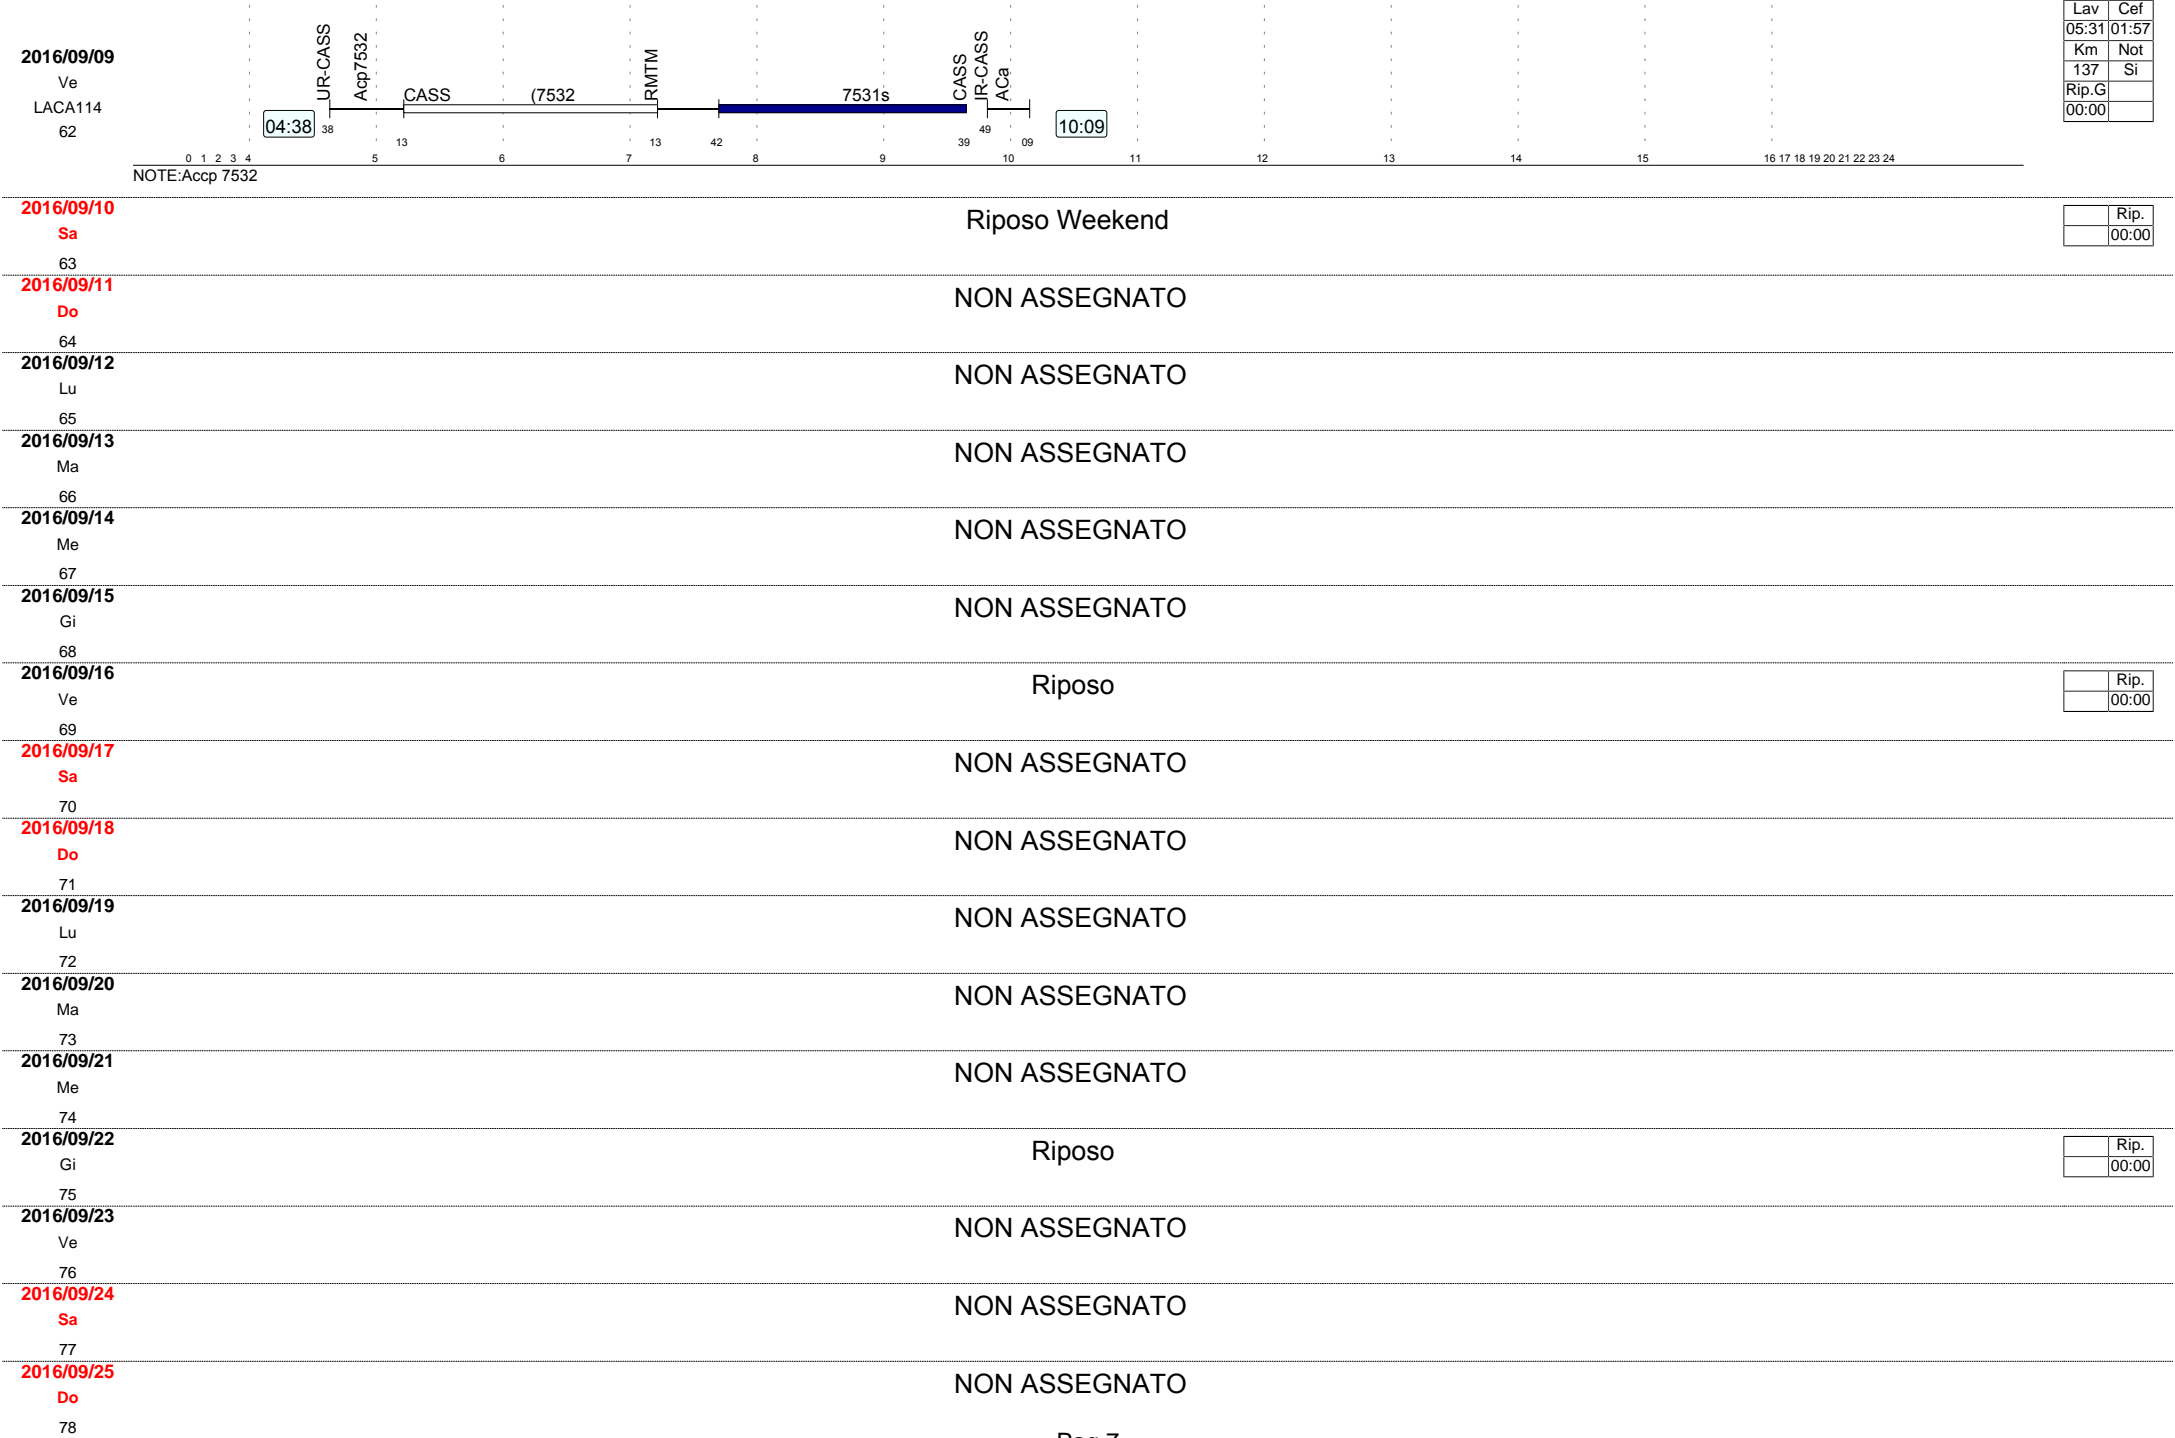 Lav Cef
05:31 01:57
Km Not
137 Si
Rip.G
00:00
2016/09/09
Ve
LACA114
62
UR-CASS
Acp7532
CASS
(7532
RMTM
7531s
CASS
ACa
04:38
10:09
38
13
13
42
39
49
09
0 1 2 3 4 5 6 7 8 9 10 11 12 13 14 15 16 17 18 19 20 21 22 23 24
NOTE:Accp 7532
2016/09/10
Sa
63
Riposo Weekend
Rip.
00:00
2016/09/11
Do
64
NON ASSEGNATO
2016/09/12
Lu
65
NON ASSEGNATO
2016/09/13
Ma
66
NON ASSEGNATO
2016/09/14
Me
67
NON ASSEGNATO
2016/09/15
Gi
68
NON ASSEGNATO
2016/09/16
Ve
69
Riposo
Rip.
00:00
2016/09/17
Sa
70
NON ASSEGNATO
2016/09/18
Do
71
NON ASSEGNATO
2016/09/19
Lu
72
NON ASSEGNATO
2016/09/20
Ma
73
NON ASSEGNATO
2016/09/21
Me
74
NON ASSEGNATO
2016/09/22
Gi
75
Riposo
Rip.
00:00
2016/09/23
Ve
76
NON ASSEGNATO
2016/09/24
Sa
77
NON ASSEGNATO
2016/09/25
Do
78
NON ASSEGNATO